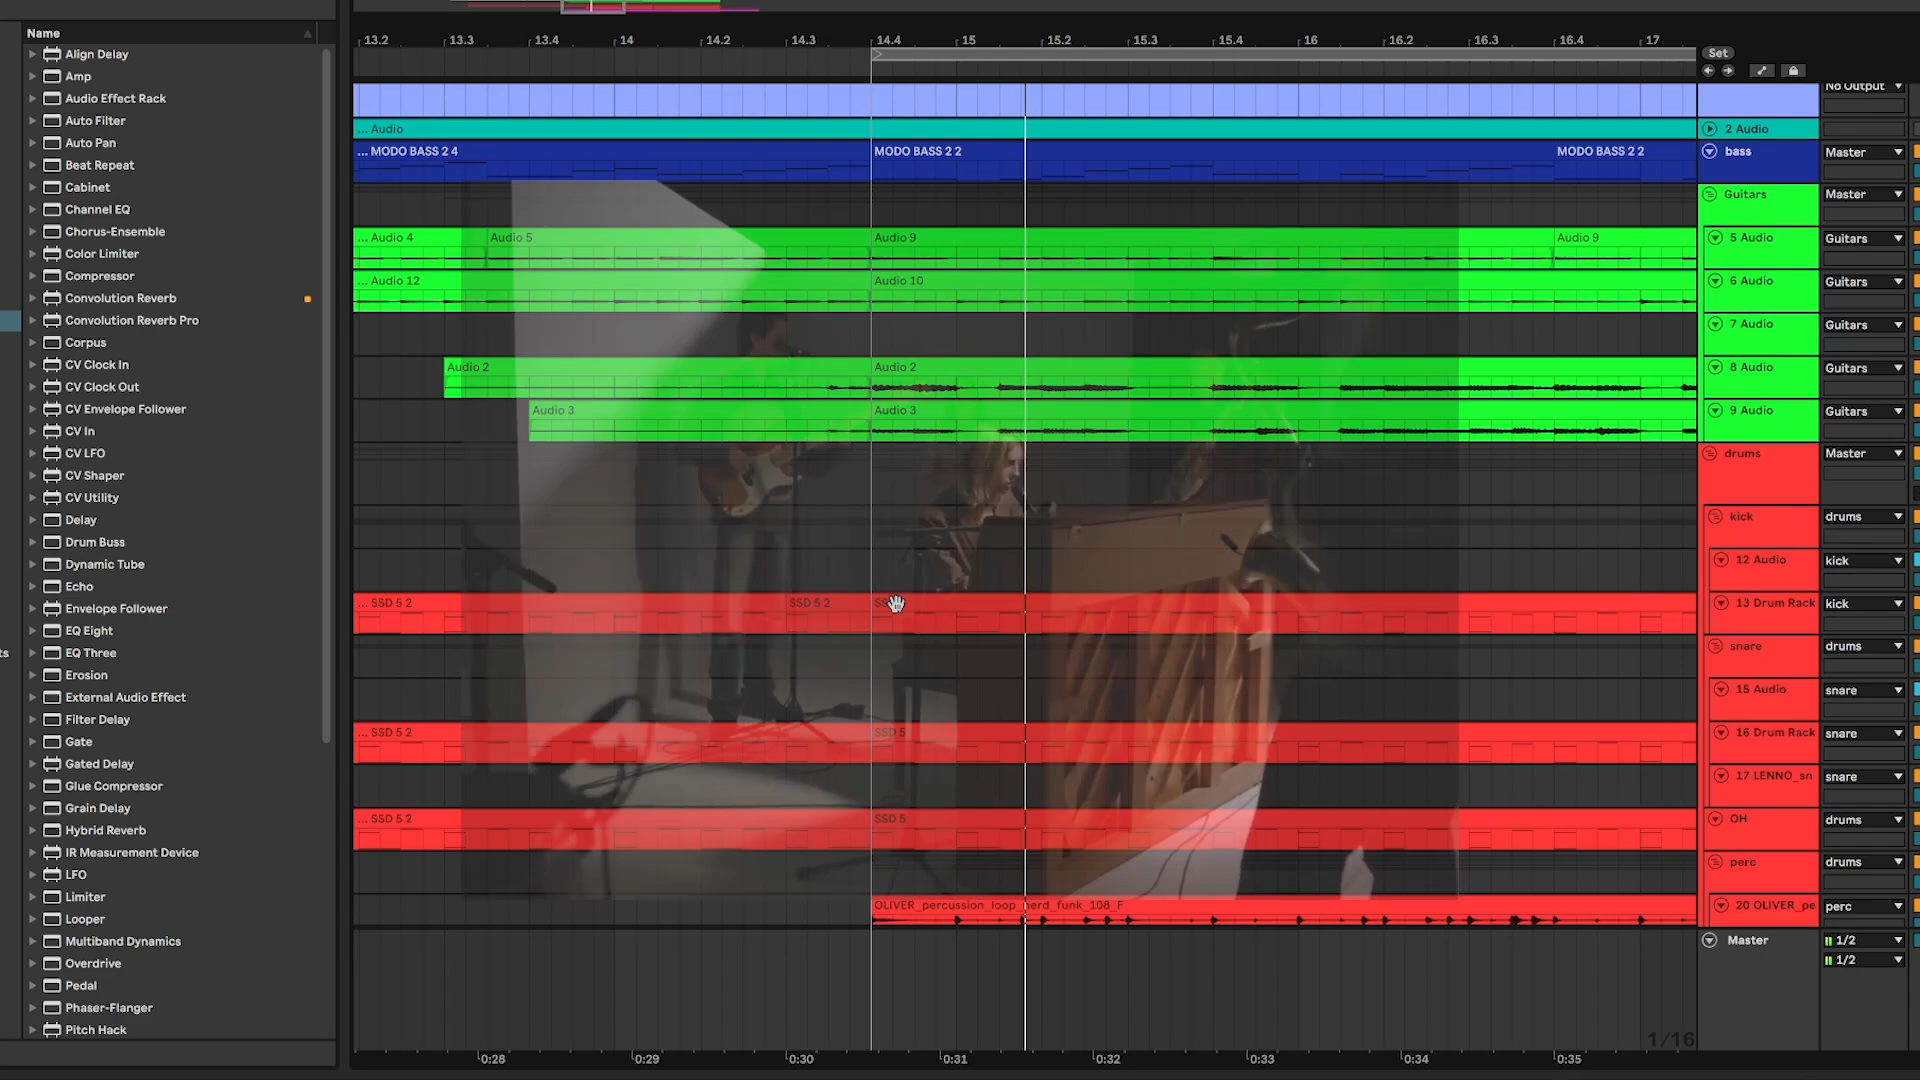 Name
Align Delay
Amp
Audio Effect Rack
Auto Filter
Auto Pan
Beat Repeat
Cabinet
Channel EQ
Chorus-Ensemble
Color Limiter
Compressor
Convolution Reverb
Convolution Reverb Pro
Corpus
CV Clock In
CV Clock Out
CV Envelope Follower
CV In
CV LFO
CV Shaper
CV Utility
Delay
Drum Buss
Dynamic Tube
Echo
Envelope Follower
EQ Eight
EQ Three
Erosion
External Audio Effect
Filter Delay
Gate
Gated Delay
Glue Compressor
Grain Delay
Hybrid Reverb
IR Measurement Device
LFO
Limiter
Looper
Multiband Dynamics
Overdrive
Pedal
Phaser-Flanger
Pitch Hack
ts
13.2 13.3 13.4 14 14.2 14.3 14.4 15 15.2 15.3 15.4 16 16.2 16.3 16.4 17
Set
No Output
... Audio 2 Audio
... MODO BASS 2 4 MODO BASS 2 2 MODO BASS 2 2 bass Master
Guitars Master
... Audio 4 Audio 5 Audio 9 Audio 9 5 Audio Guitars
... Audio 12 Audio 10 6 Audio Guitars
7 Audio Guitars
Audio 2 Audio 2 8 Audio Guitars
Audio 3 Audio 3 9 Audio Guitars
drums Master
kick drums
12 Audio kick
... SSD 5 2 SSD 5 2 13 Drum Rack kick
snare drums
15 Audio snare
... SSD 5 2 SSD 5 16 Drum Rack snare
17 LENNO_sn snare
... SSD 5 2 SSD 5 OH drums
perc drums
OLIVER_percussion_loop_nerd_funk_108_F 20 OLIVER_pe perc
Master 1/2
1/2
1/16
0:28 0:29 0:30 0:31 0:32 0:33 0:34 0:35